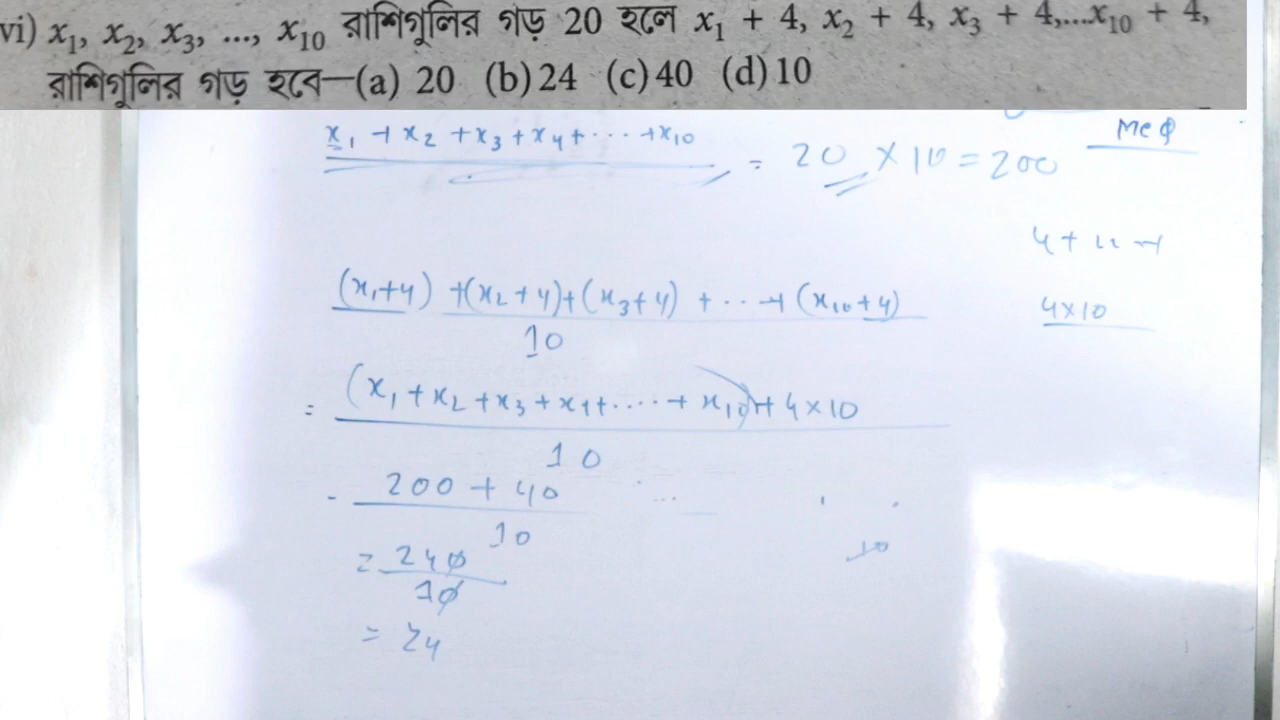 vi) x₁, x₂, x₃, ..., x₁₀ রাশিগুলির গড় 20 হলে x₁ + 4, x₂ + 4, x₃ + 4,...x₁₀ + 4,
রাশিগুলির গড় হবে—(a) 20 (b) 24 (c) 40 (d) 10
MCQ
x₁ + x₂ + x₃ + x₄ + .... + x₁₀ = 20 × 10 = 200
4 + 
(x₁+4) + (x₂+4) + (x₃+4) + ... + (x₁₀+4)
4×10
10
= (x₁ + x₂ + x₃ + x₄ + .... + x₁₀) + 4×10
10
200 + 40
10
= 240
10
= 24
10